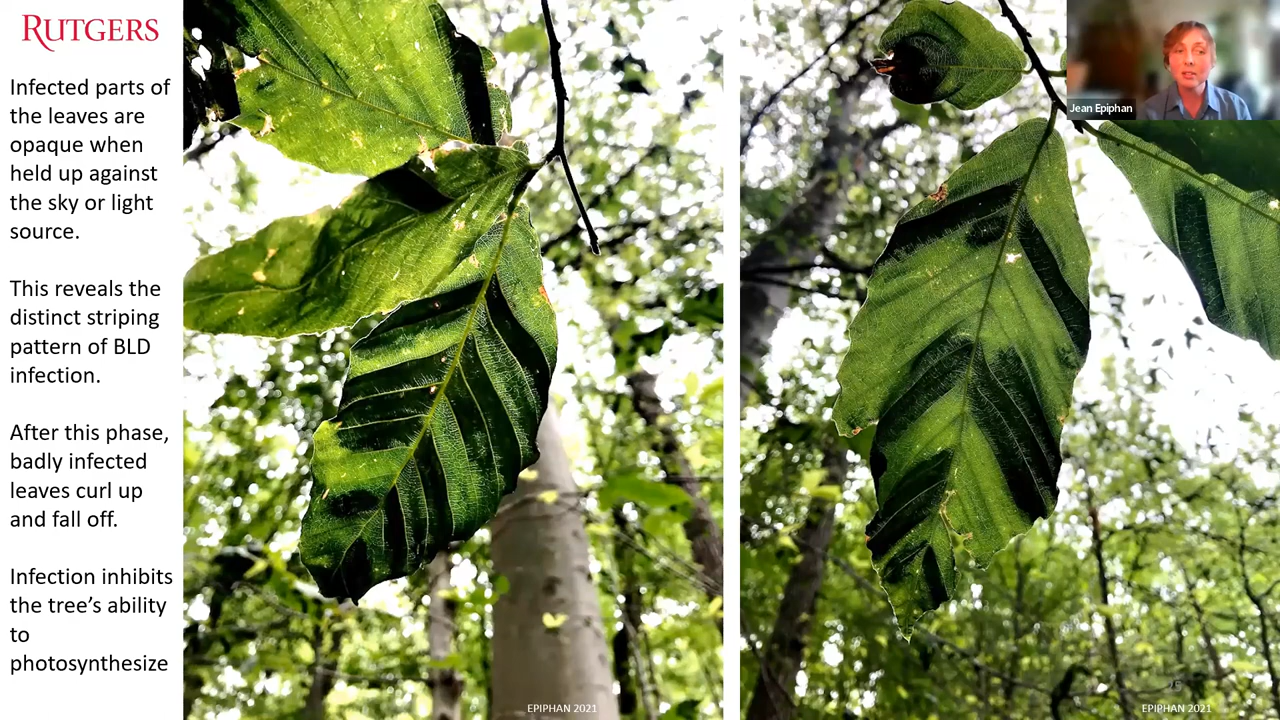 RUTGERS
Infected parts of
the leaves are
opaque when
held up against
the sky or light
source.
This reveals the
distinct striping
pattern of BLD
infection.
After this phase,
badly infected
leaves curl up
and fall off.
Infection inhibits
the tree’s ability
to
photosynthesize
Jean Epiphan
EPIPHAN 2021
EPIPHAN 2021